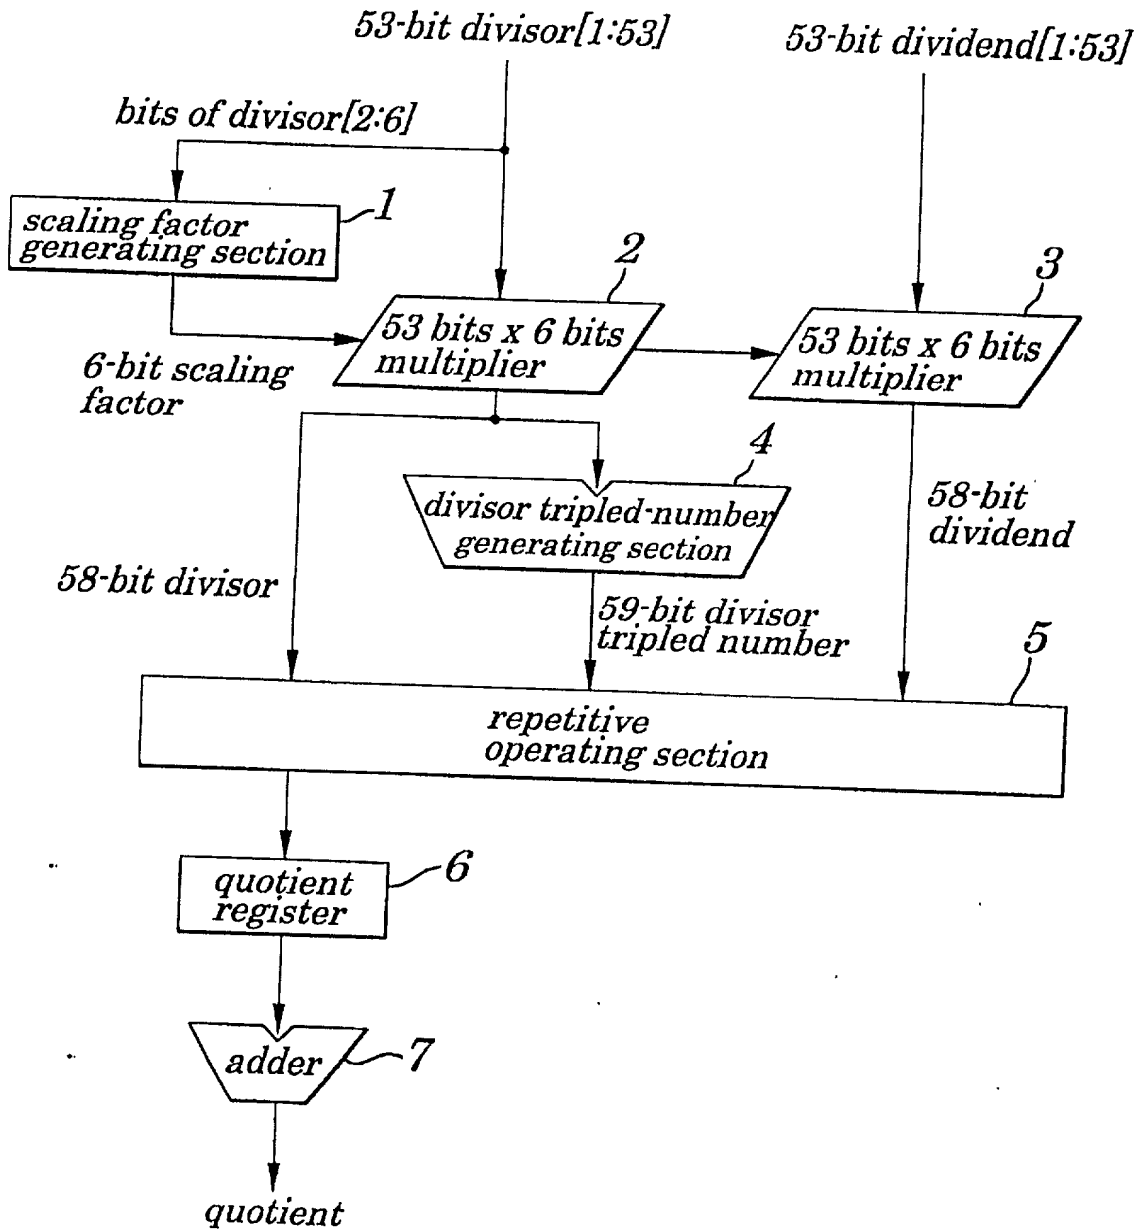 53-bit divisor[1:53]
53-bit dividend[1:53]
bits of divisor[2:6]
1
scaling factor
generating section
2
3
53 bits x 6 bits
multiplier
53 bits x 6 bits
multiplier
6-bit scaling
factor
4
divisor tripled-number
generating section
58-bit
dividend
58-bit divisor
59-bit divisor
tripled number
5
repetitive
operating section
6
quotient
register
7
adder
quotient